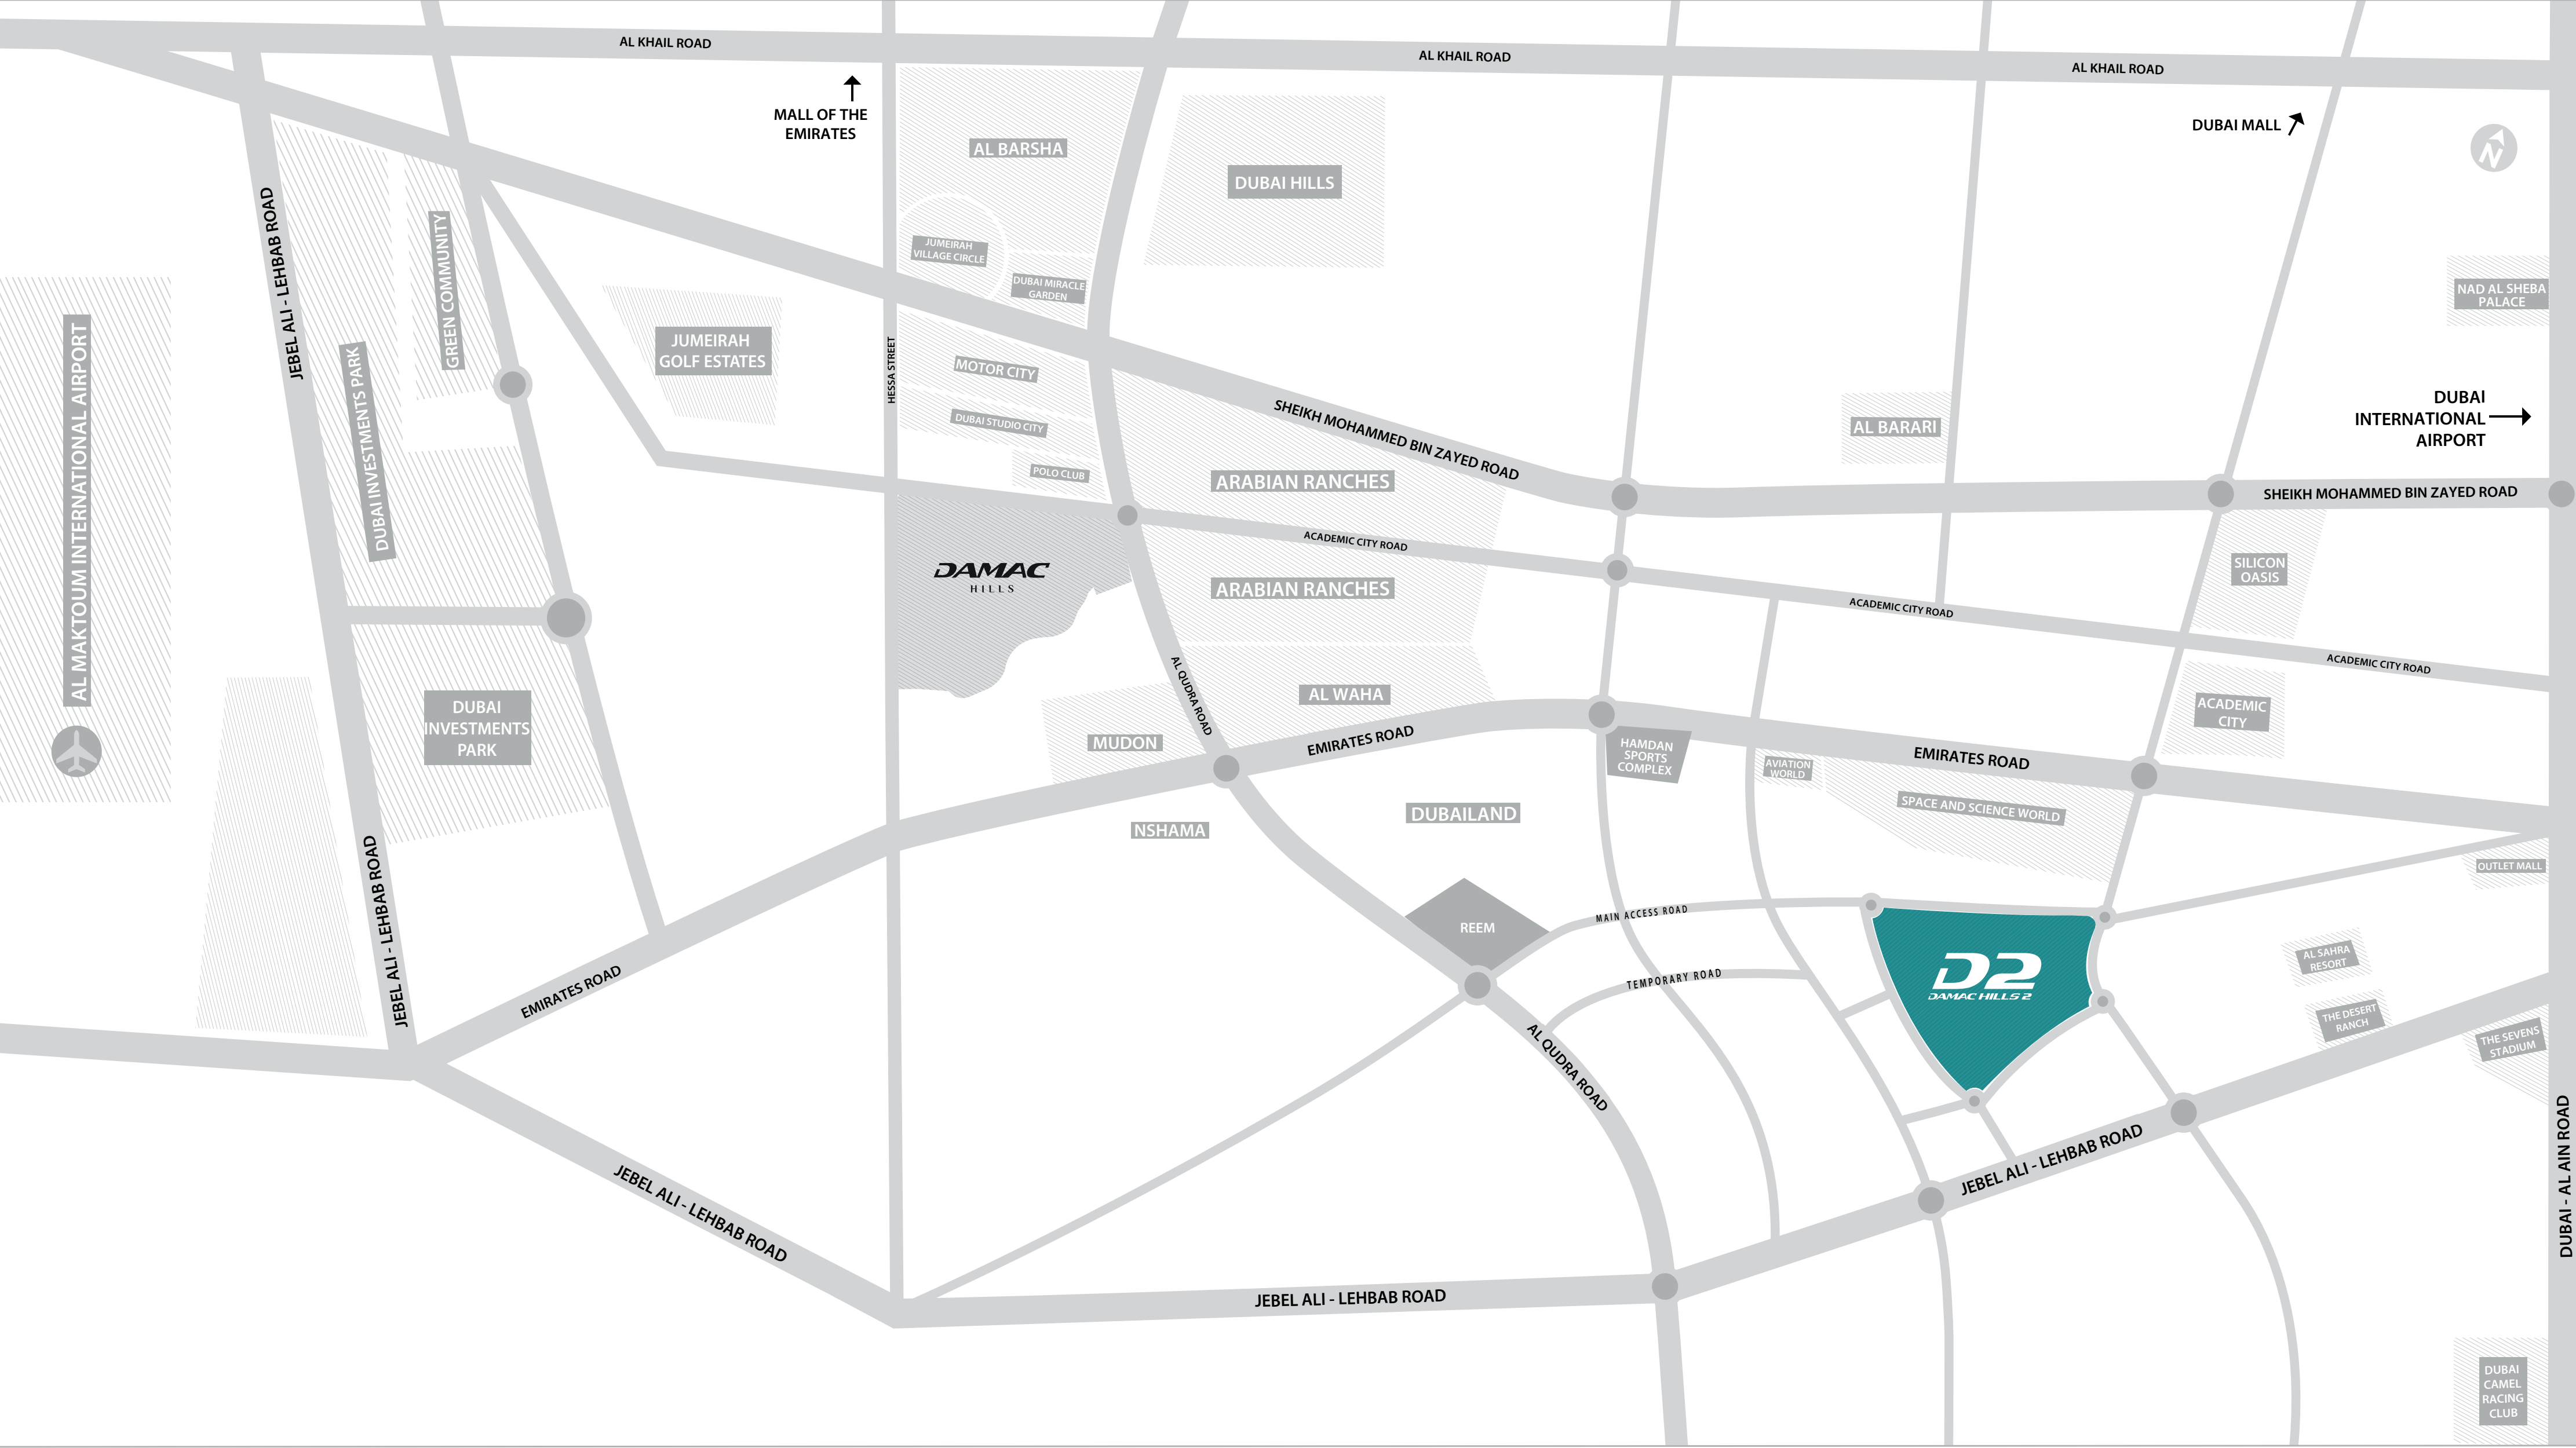 AL KHAIL ROAD
AL KHAIL ROAD
AL KHAIL ROAD
MALL OF THE
EMIRATES
DUBAI MALL
N
AL BARSHA
DUBAI HILLS
JUMEIRAH
VILLAGE CIRCLE
DUBAI MIRACLE
GARDEN
JEBEL ALI - LEHBAB ROAD
GREEN COMMUNITY
NAD AL SHEBA
PALACE
JUMEIRAH
GOLF ESTATES
HESSA STREET
MOTOR CITY
DUBAI STUDIO CITY
POLO CLUB
SHEIKH MOHAMMED BIN ZAYED ROAD
AL BARARI
DUBAI
INTERNATIONAL
AIRPORT
AL MAKTOUM INTERNATIONAL AIRPORT
DUBAI INVESTMENTS PARK
ARABIAN RANCHES
SHEIKH MOHAMMED BIN ZAYED ROAD
ACADEMIC CITY ROAD
DAMAC
HILLS
ARABIAN RANCHES
SILICON
OASIS
ACADEMIC CITY ROAD
ACADEMIC CITY ROAD
AL QUDRA ROAD
AL WAHA
DUBAI
INVESTMENTS
PARK
ACADEMIC
CITY
MUDON
EMIRATES ROAD
HAMDAN
SPORTS
COMPLEX
AVIATION
WORLD
EMIRATES ROAD
SPACE AND SCIENCE WORLD
NSHAMA
DUBAILAND
OUTLET MALL
JEBEL ALI - LEHBAB ROAD
REEM
MAIN ACCESS ROAD
TEMPORARY ROAD
D2
DAMAC HILLS 2
AL SAHRA
RESORT
THE DESERT
RANCH
THE SEVENS
STADIUM
EMIRATES ROAD
AL QUDRA ROAD
JEBEL ALI - LEHBAB ROAD
JEBEL ALI - LEHBAB ROAD
JEBEL ALI - LEHBAB ROAD
DUBAI - AL AIN ROAD
DUBAI
CAMEL
RACING
CLUB